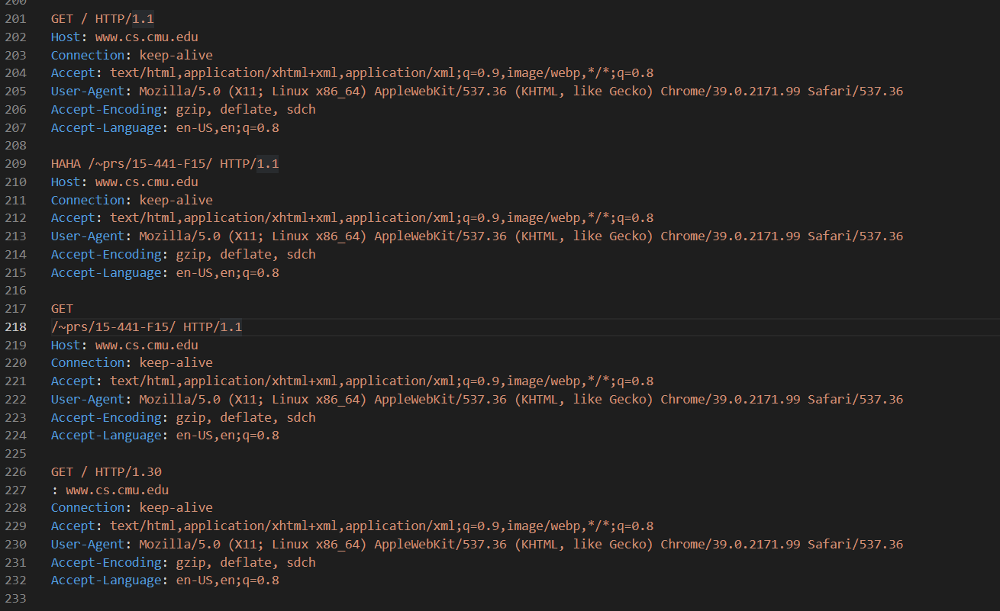 200
201 GET / HTTP/1.1
202 Host: www.cs.cmu.edu
203 Connection: keep-alive
204 Accept: text/html,application/xhtml+xml,application/xml;q=0.9,image/webp,*/*;q=0.8
205 User-Agent: Mozilla/5.0 (X11; Linux x86_64) AppleWebKit/537.36 (KHTML, like Gecko) Chrome/39.0.2171.99 Safari/537.36
206 Accept-Encoding: gzip, deflate, sdch
207 Accept-Language: en-US,en;q=0.8
208
209 HAHA /~prs/15-441-F15/ HTTP/1.1
210 Host: www.cs.cmu.edu
211 Connection: keep-alive
212 Accept: text/html,application/xhtml+xml,application/xml;q=0.9,image/webp,*/*;q=0.8
213 User-Agent: Mozilla/5.0 (X11; Linux x86_64) AppleWebKit/537.36 (KHTML, like Gecko) Chrome/39.0.2171.99 Safari/537.36
214 Accept-Encoding: gzip, deflate, sdch
215 Accept-Language: en-US,en;q=0.8
216
217 GET
218 /~prs/15-441-F15/ HTTP/1.1
219 Host: www.cs.cmu.edu
220 Connection: keep-alive
221 Accept: text/html,application/xhtml+xml,application/xml;q=0.9,image/webp,*/*;q=0.8
222 User-Agent: Mozilla/5.0 (X11; Linux x86_64) AppleWebKit/537.36 (KHTML, like Gecko) Chrome/39.0.2171.99 Safari/537.36
223 Accept-Encoding: gzip, deflate, sdch
224 Accept-Language: en-US,en;q=0.8
225
226 GET / HTTP/1.30
227 : www.cs.cmu.edu
228 Connection: keep-alive
229 Accept: text/html,application/xhtml+xml,application/xml;q=0.9,image/webp,*/*;q=0.8
230 User-Agent: Mozilla/5.0 (X11; Linux x86_64) AppleWebKit/537.36 (KHTML, like Gecko) Chrome/39.0.2171.99 Safari/537.36
231 Accept-Encoding: gzip, deflate, sdch
232 Accept-Language: en-US,en;q=0.8
233